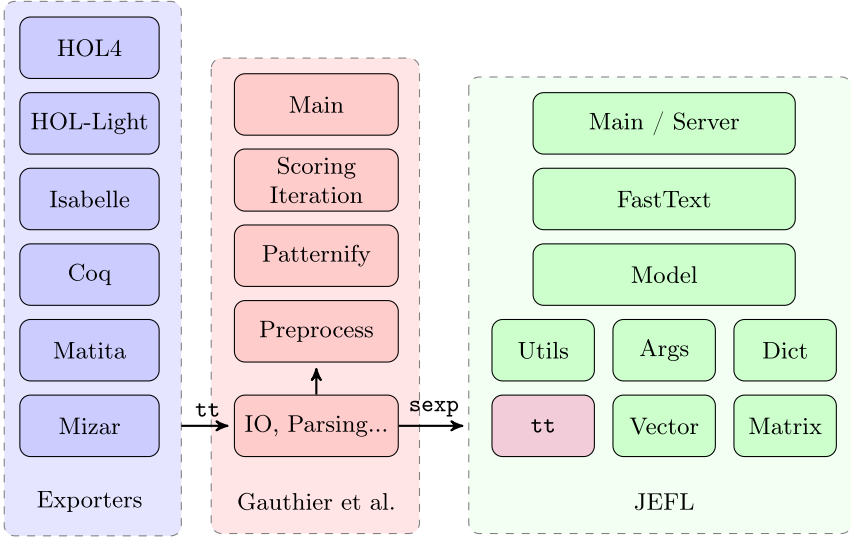 HOL4
HOL-Light
Isabelle
Coq
Matita
Mizar
Exporters
tt
Main
Scoring
Iteration
Patternify
Preprocess
IO, Parsing...
Gauthier et al.
sexp
Main / Server
FastText
Model
Utils
Args
Dict
tt
Vector
Matrix
JEFL